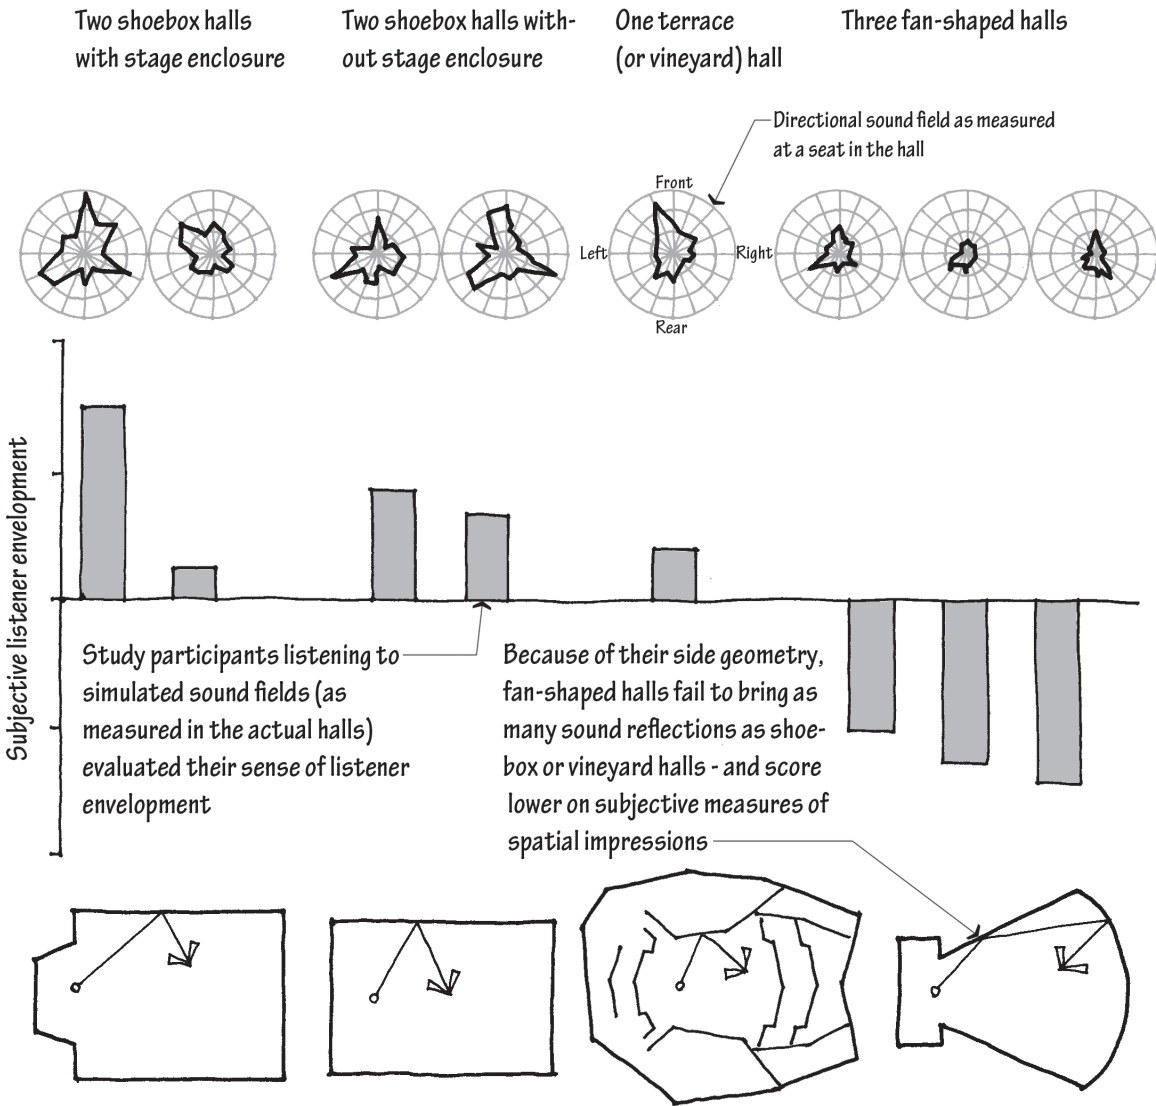 Two shoebox halls
with stage enclosure
Two shoebox halls with-
out stage enclosure
One terrace
(or vineyard) hall
Three fan-shaped halls
Directional sound field as measured
at a seat in the hall
Front
Left
Right
Rear
Subjective listener envelopment
Study participants listening to
simulated sound fields (as
measured in the actual halls)
evaluated their sense of listener
envelopment
Because of their side geometry,
fan-shaped halls fail to bring as
many sound reflections as shoe-
box or vineyard halls - and score
lower on subjective measures of
spatial impressions